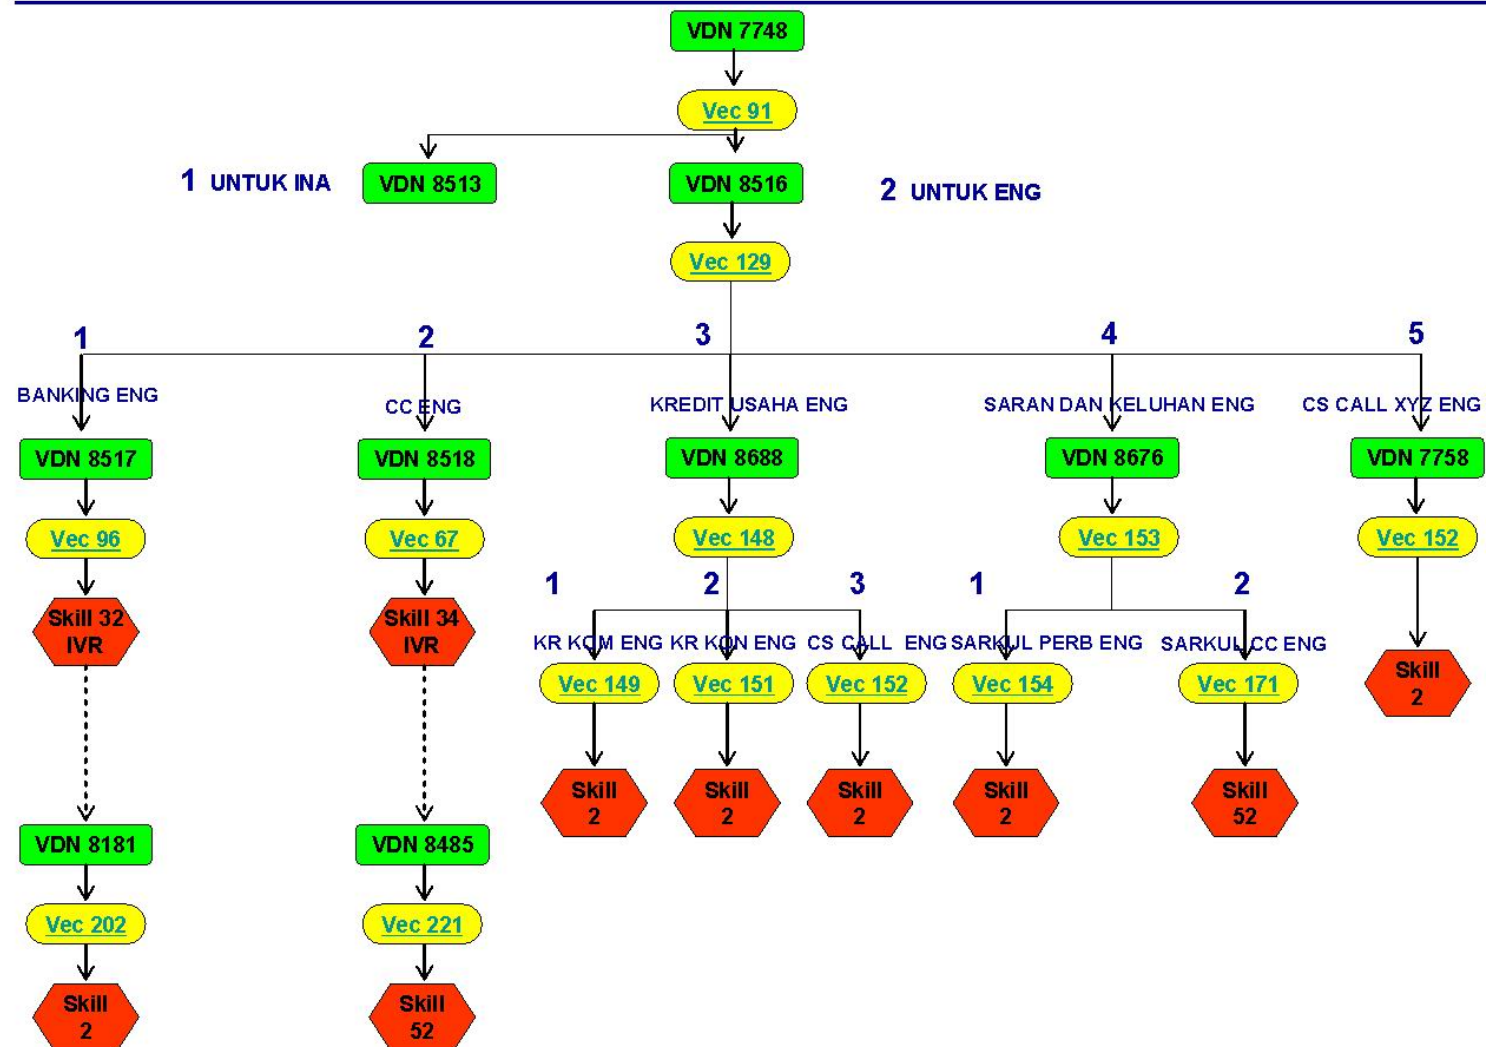 VDN 7748
Vec 91
1 UNTUK INA
VDN 8513
VDN 8516
2 UNTUK ENG
Vec 129
1
2
3
4
5
BANKING ENG
CC ENG
KREDIT USAHA ENG
SARAN DAN KELUHAN ENG
CS CALL XYZ ENG
VDN 8517
VDN 8518
VDN 8688
VDN 8676
VDN 7758
Vec 96
Vec 67
Vec 148
Vec 153
Vec 152
1
2
3
1
2
Skill 32
IVR
Skill 34
IVR
KR KOM ENG
KR KON ENG
CS CALL ENG
SARKUL PERB ENG
SARKUL CC ENG
Vec 149
Vec 151
Vec 152
Vec 154
Vec 171
Skill
2
Skill
2
Skill
2
Skill
2
Skill
2
Skill
52
VDN 8181
VDN 8485
Vec 202
Vec 221
Skill
2
Skill
52